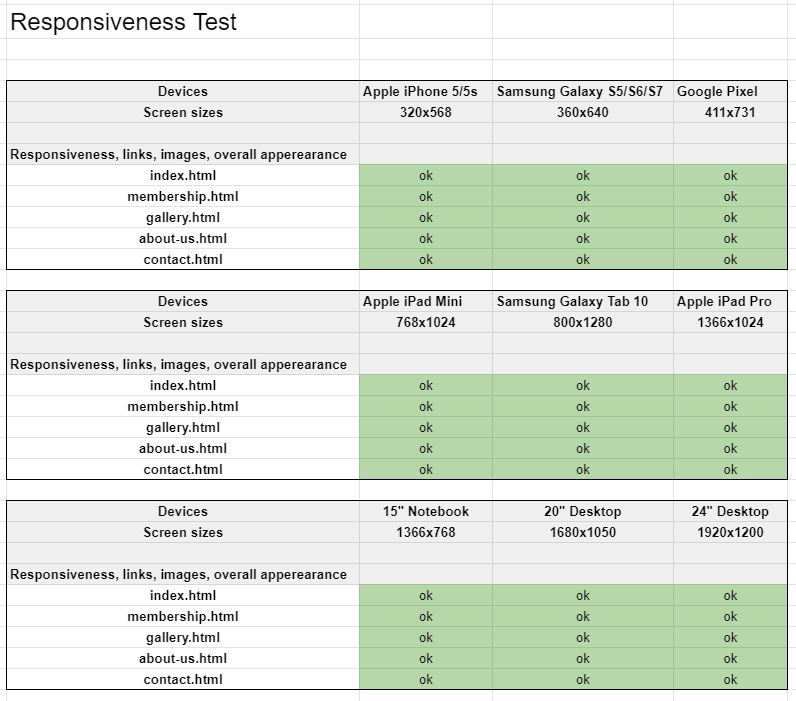 Responsiveness Test
Devices Apple iPhone 5/5s Samsung Galaxy S5/S6/S7 Google Pixel
Screen sizes 320x568 360x640 411x731
Responsiveness, links, images, overall apperearance
index.html ok ok ok
membership.html ok ok ok
gallery.html ok ok ok
about-us.html ok ok ok
contact.html ok ok ok
Devices Apple iPad Mini Samsung Galaxy Tab 10 Apple iPad Pro
Screen sizes 768x1024 800x1280 1366x1024
Responsiveness, links, images, overall apperearance
index.html ok ok ok
membership.html ok ok ok
gallery.html ok ok ok
about-us.html ok ok ok
contact.html ok ok ok
Devices 15" Notebook 20" Desktop 24" Desktop
Screen sizes 1366x768 1680x1050 1920x1200
Responsiveness, links, images, overall apperearance
index.html ok ok ok
membership.html ok ok ok
gallery.html ok ok ok
about-us.html ok ok ok
contact.html ok ok ok